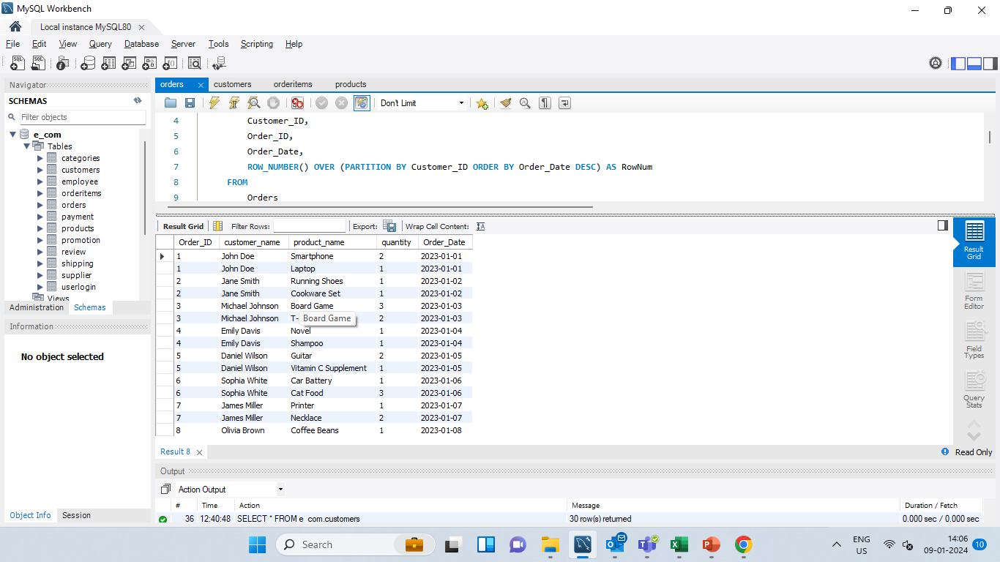 MySQL Workbench
Local instance MySQL80
File Edit View Query Database Server Tools Scripting Help
Navigator
SCHEMAS
Filter objects
e_com
Tables
categories
customers
employee
orderitems
orders
payment
products
promotion
review
shipping
supplier
userlogin
Views
Administration Schemas
Information
No object selected
Object Info Session
orders customers orderitems products
Don't Limit
4 Customer_ID,
5 Order_ID,
6 Order_Date,
7 ROW_NUMBER() OVER (PARTITION BY Customer_ID ORDER BY Order_Date DESC) AS RowNum
8 FROM
9 Orders
Result Grid Filter Rows: Export: Wrap Cell Content:
Order_ID customer_name product_name quantity Order_Date
1 John Doe Smartphone 2 2023-01-01
1 John Doe Laptop 1 2023-01-01
2 Jane Smith Running Shoes 1 2023-01-02
2 Jane Smith Cookware Set 1 2023-01-02
3 Michael Johnson Board Game 3 2023-01-03
3 Michael Johnson T- Board Game 2 2023-01-03
4 Emily Davis Novel 1 2023-01-04
4 Emily Davis Shampoo 1 2023-01-04
5 Daniel Wilson Guitar 2 2023-01-05
5 Daniel Wilson Vitamin C Supplement 1 2023-01-05
6 Sophia White Car Battery 1 2023-01-06
6 Sophia White Cat Food 3 2023-01-06
7 James Miller Printer 1 2023-01-07
7 James Miller Necklace 2 2023-01-07
8 Olivia Brown Coffee Beans 1 2023-01-08
Result
Grid
Form
Editor
Field
Types
Query
Stats
Result 8
Read Only
Output
Action Output
# Time Action Message Duration / Fetch
36 12:40:48 SELECT * FROM e_com.customers 30 row(s) returned 0.000 sec / 0.000 sec
Search
ENG
US
14:06
09-01-2024
10